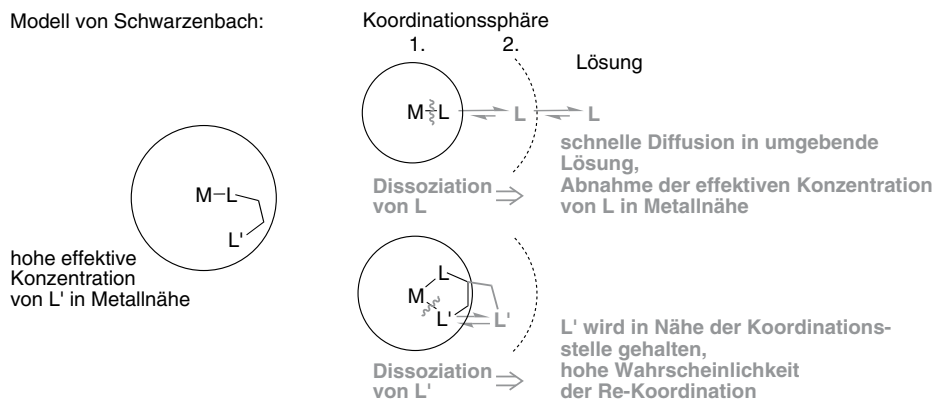 Modell von Schwarzenbach:
Koordinationssphäre
1. 2.
Lösung
M L L L
schnelle Diffusion in umgebende
Lösung,
Abnahme der effektiven Konzentration
von L in Metallnähe
Dissoziation
von L
M L
L'
hohe effektive
Konzentration
von L' in Metallnähe
L
M
L' L'
L' wird in Nähe der Koordinations-
stelle gehalten,
hohe Wahrscheinlichkeit
der Re-Koordination
Dissoziation
von L'